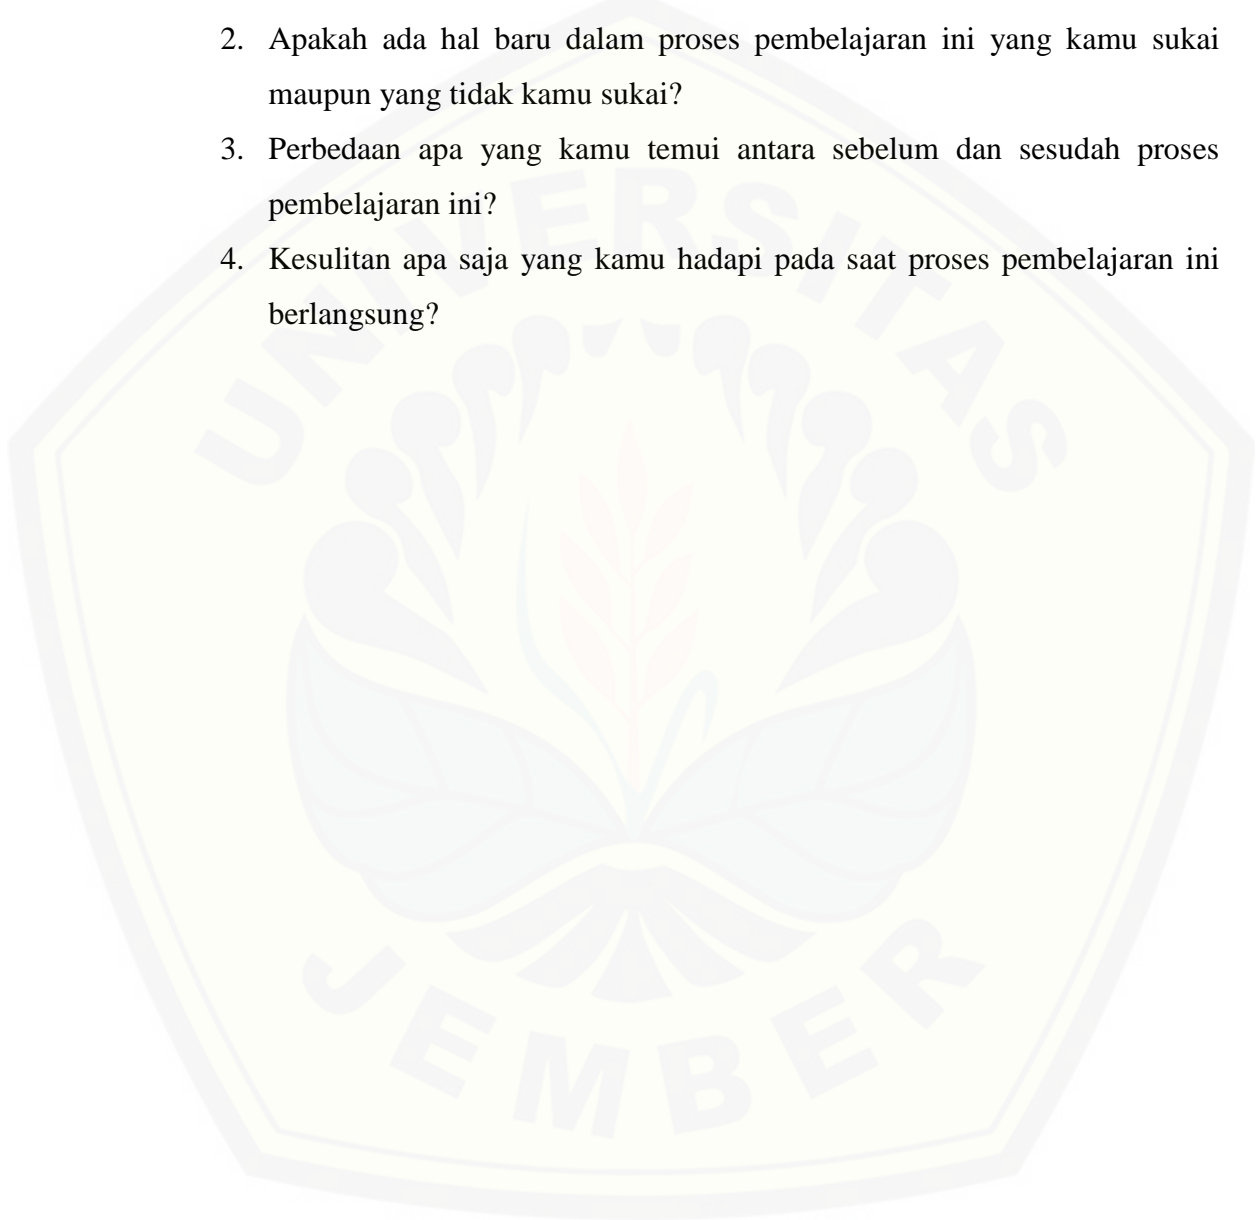 2. Apakah ada hal baru dalam proses pembelajaran ini yang kamu sukai
maupun yang tidak kamu sukai?
3. Perbedaan apa yang kamu temui antara sebelum dan sesudah proses
pembelajaran ini?
4. Kesulitan apa saja yang kamu hadapi pada saat proses pembelajaran ini
berlangsung?
UNIVERSITAS
JEMBER